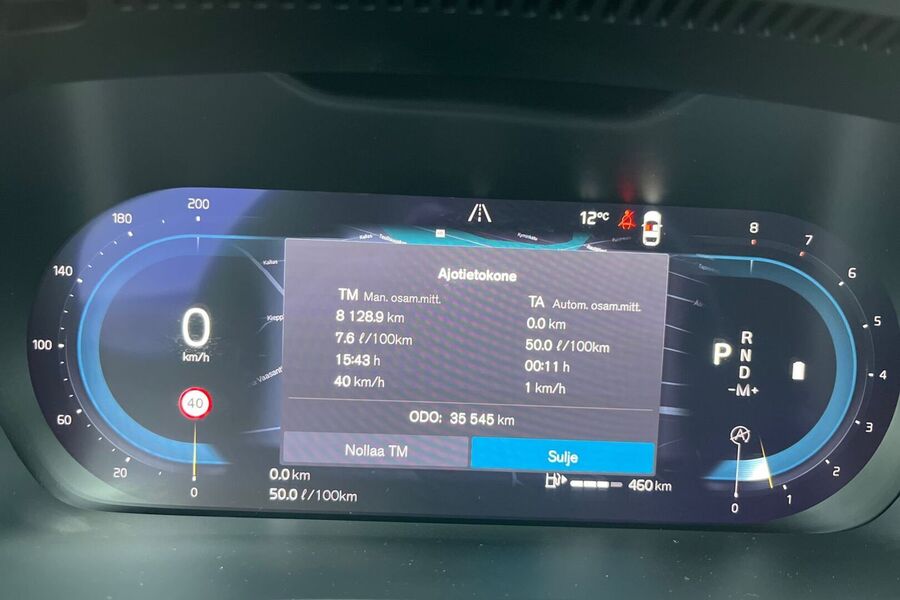 200
180
140
100
60
20
0
0
km/h
40
12°C
Ajotietokone
TM Man. osam.mitt.
8 128.9 km
7.6 ℓ/100km
15:43 h
40 km/h
TA Autom. osam.mitt.
0.0 km
50.0 ℓ/100km
00:11 h
1 km/h
ODO: 35 545 km
Nollaa TM
Sulje
0.0 km
50.0 ℓ/100km
460 km
P
R
N
D
-M+
A
8
7
6
5
4
3
2
1
0